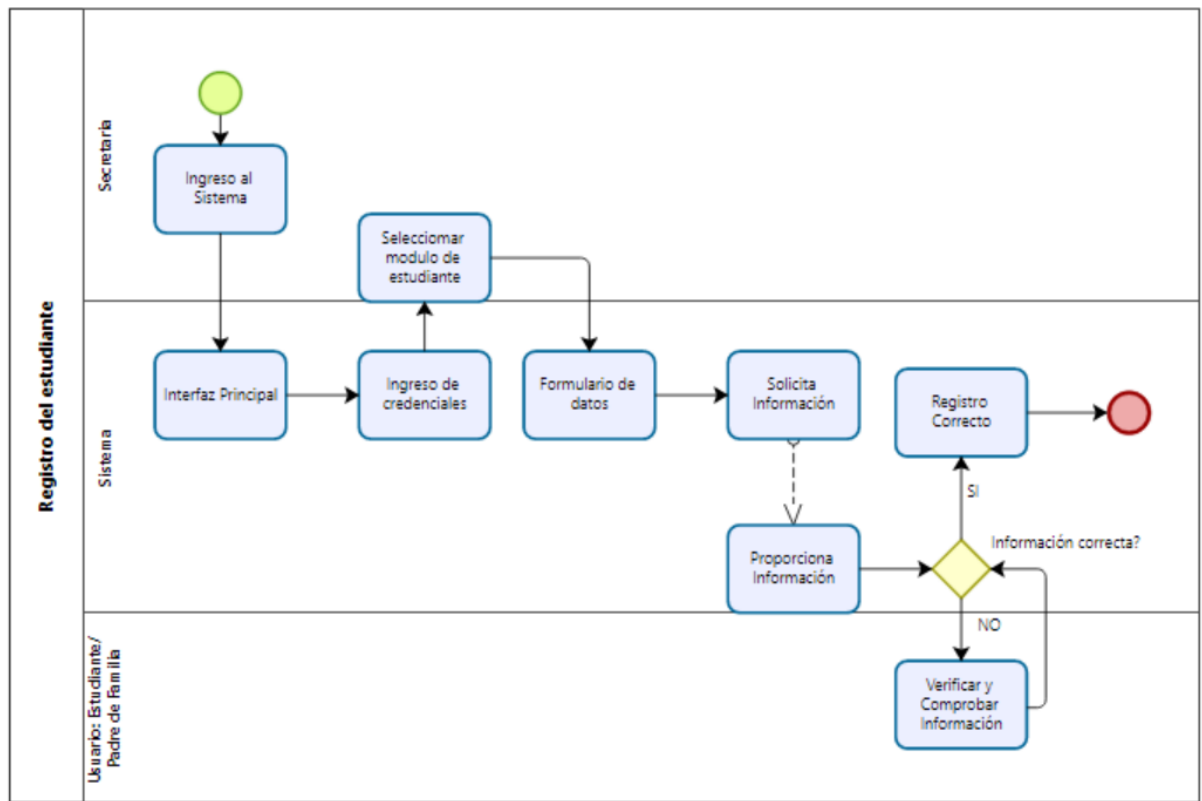 Registro del estudiante
Secretaria
Ingreso al
Sistema
Sistema
Interfaz Principal
Ingreso de
credenciales
Selecciomar
modulo de
estudiante
Formulario de
datos
Solicita
Información
Proporciona
Información
Información correcta?
SI
Registro
Correcto
NO
Usuario: Estudiante/
Padre de Familia
Verificar y
Comprobar
Información